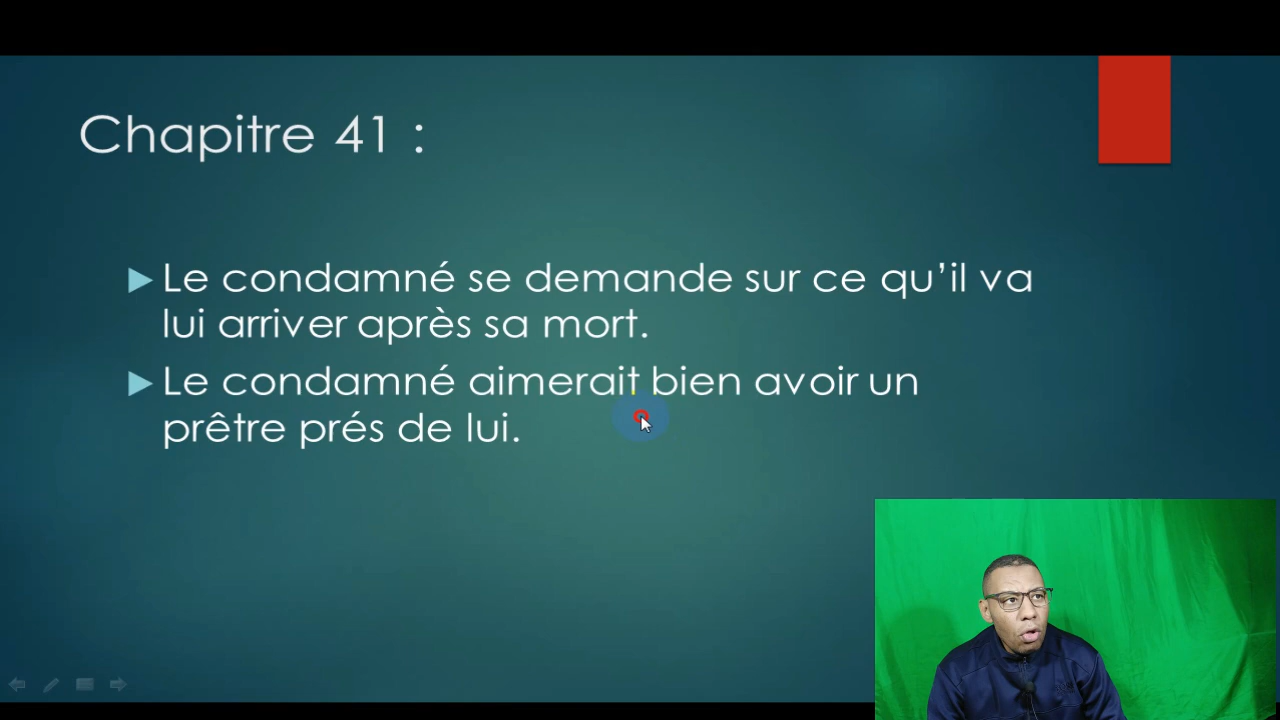 Chapitre 41 :
Le condamné se demande sur ce qu’il va
lui arriver après sa mort.
Le condamné aimerait bien avoir un
prêtre prés de lui.